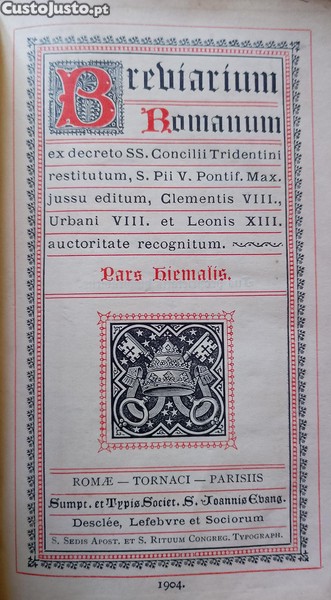 CustoJusto.pt
Breviarium
Romanum
ex decreto SS. Concilii Tridentini
restitutum, S. Pii V. Pontif. Max.
jussu editum, Clementis VIII.,
Urbani VIII. et Leonis XIII.
auctoritate recognitum.
Pars Hiemalis.
ROMÆ — TORNACI — PARISIIS
Sumpt. et Typis Societ. S. Joannis Evang.
Desclée, Lefebvre et Sociorum
S. SEDIS APOST. ET S. RITUUM CONGREG. TYPOGRAPH.
1904.